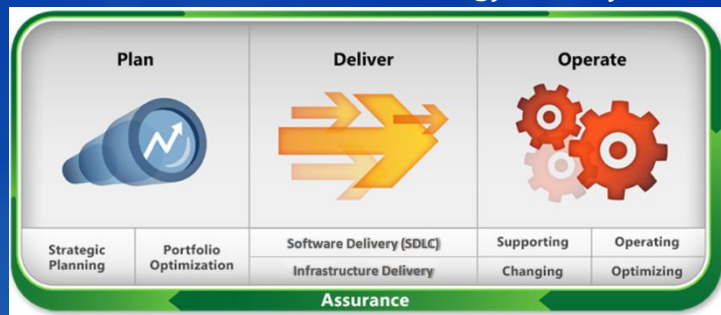 Plan
Deliver
Operate
Strategic
Planning
Portfolio
Optimization
Software Delivery (SDLC)
Infrastructure Delivery
Supporting
Operating
Changing
Optimizing
Assurance